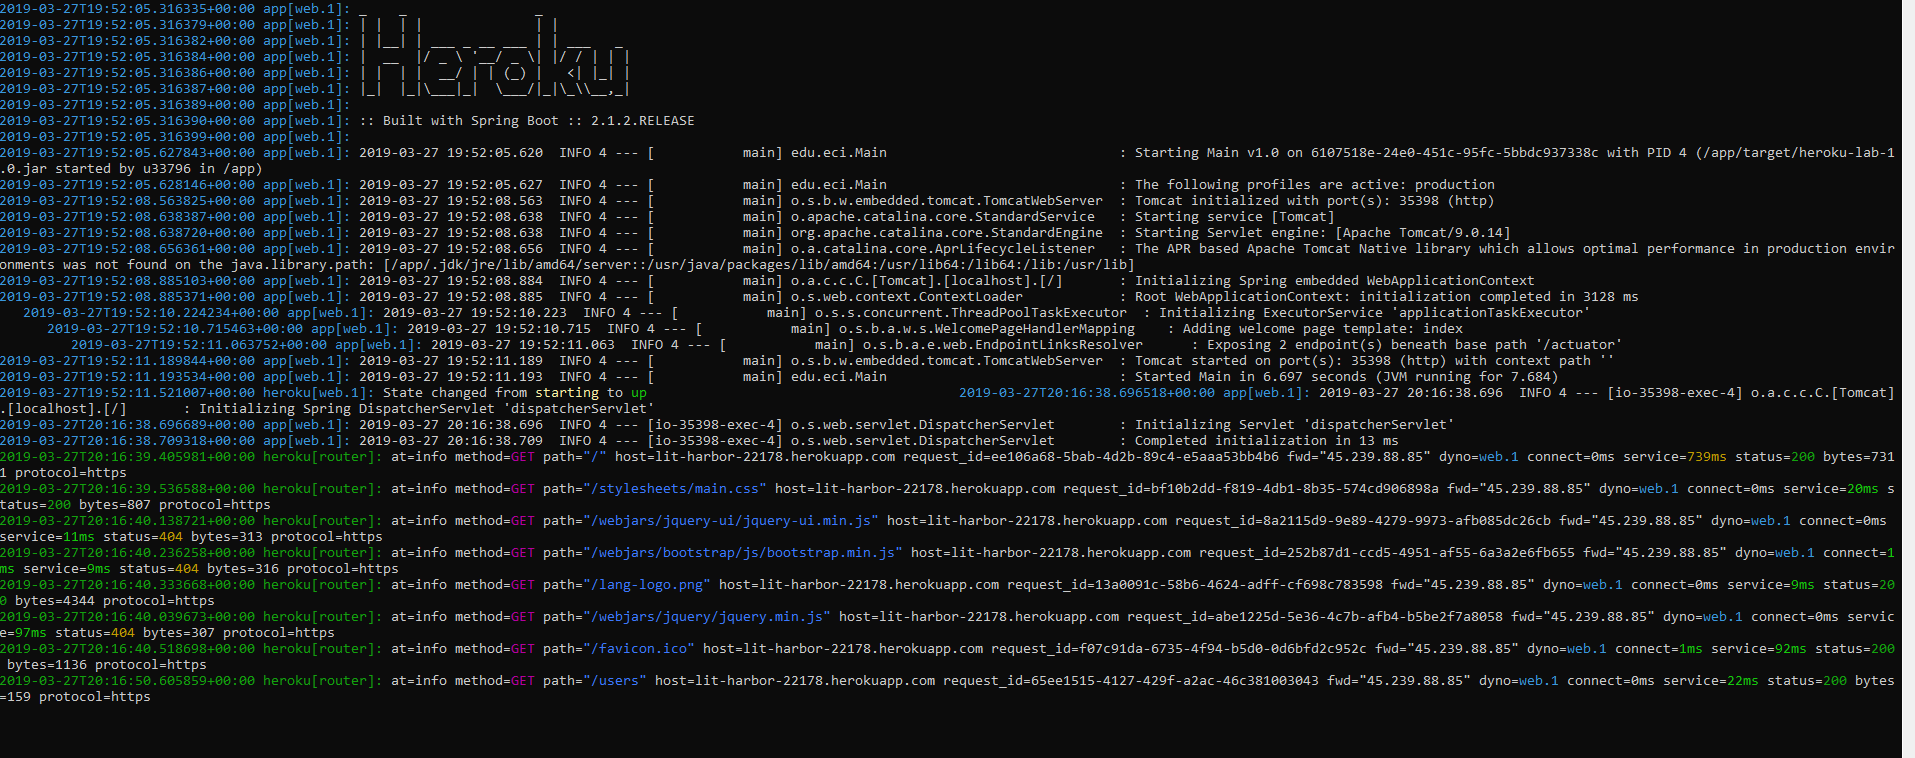 2019-03-27T19:52:05.316335+00:00 app[web.1]:  _    _                _
2019-03-27T19:52:05.316379+00:00 app[web.1]: | |  | |              | |
2019-03-27T19:52:05.316382+00:00 app[web.1]: | |__| | ___ _ __ ___ | | ___   _
2019-03-27T19:52:05.316384+00:00 app[web.1]: |  __  |/ _ \ '__/ _ \| |/ / | | |
2019-03-27T19:52:05.316386+00:00 app[web.1]: | |  | |  __/ | | (_) |   <| |_| |
2019-03-27T19:52:05.316387+00:00 app[web.1]: |_|  |_|\___|_|  \___/|_|\_\\__,_|
2019-03-27T19:52:05.316389+00:00 app[web.1]:
2019-03-27T19:52:05.316390+00:00 app[web.1]: :: Built with Spring Boot :: 2.1.2.RELEASE
2019-03-27T19:52:05.316399+00:00 app[web.1]:
2019-03-27T19:52:05.627843+00:00 app[web.1]: 2019-03-27 19:52:05.620  INFO 4 --- [           main] edu.eci.Main                             : Starting Main v1.0 on 6107518e-24e0-451c-95fc-5bbdc937338c with PID 4 (/app/target/heroku-lab-1
.0.jar started by u33796 in /app)
2019-03-27T19:52:05.628146+00:00 app[web.1]: 2019-03-27 19:52:05.627  INFO 4 --- [           main] edu.eci.Main                             : The following profiles are active: production
2019-03-27T19:52:08.563825+00:00 app[web.1]: 2019-03-27 19:52:08.563  INFO 4 --- [           main] o.s.b.w.embedded.tomcat.TomcatWebServer  : Tomcat initialized with port(s): 35398 (http)
2019-03-27T19:52:08.638387+00:00 app[web.1]: 2019-03-27 19:52:08.638  INFO 4 --- [           main] o.apache.catalina.core.StandardService   : Starting service [Tomcat]
2019-03-27T19:52:08.638720+00:00 app[web.1]: 2019-03-27 19:52:08.638  INFO 4 --- [           main] org.apache.catalina.core.StandardEngine  : Starting Servlet engine: [Apache Tomcat/9.0.14]
2019-03-27T19:52:08.656361+00:00 app[web.1]: 2019-03-27 19:52:08.656  INFO 4 --- [           main] o.a.catalina.core.AprLifecycleListener   : The APR based Apache Tomcat Native library which allows optimal performance in production envir
onments was not found on the java.library.path: [/app/.jdk/jre/lib/amd64/server::/usr/java/packages/lib/amd64:/usr/lib64:/lib64:/lib:/usr/lib]
2019-03-27T19:52:08.885103+00:00 app[web.1]: 2019-03-27 19:52:08.884  INFO 4 --- [           main] o.a.c.c.C.[Tomcat].[localhost].[/]       : Initializing Spring embedded WebApplicationContext
2019-03-27T19:52:08.885371+00:00 app[web.1]: 2019-03-27 19:52:08.885  INFO 4 --- [           main] o.s.web.context.ContextLoader            : Root WebApplicationContext: initialization completed in 3128 ms
2019-03-27T19:52:10.224234+00:00 app[web.1]: 2019-03-27 19:52:10.223  INFO 4 --- [           main] o.s.s.concurrent.ThreadPoolTaskExecutor  : Initializing ExecutorService 'applicationTaskExecutor'
2019-03-27T19:52:10.715463+00:00 app[web.1]: 2019-03-27 19:52:10.715  INFO 4 --- [           main] o.s.b.a.w.s.WelcomePageHandlerMapping    : Adding welcome page template: index
2019-03-27T19:52:11.063752+00:00 app[web.1]: 2019-03-27 19:52:11.063  INFO 4 --- [           main] o.s.b.a.e.web.EndpointLinksResolver      : Exposing 2 endpoint(s) beneath base path '/actuator'
2019-03-27T19:52:11.189844+00:00 app[web.1]: 2019-03-27 19:52:11.189  INFO 4 --- [           main] o.s.b.w.embedded.tomcat.TomcatWebServer  : Tomcat started on port(s): 35398 (http) with context path ''
2019-03-27T19:52:11.193534+00:00 app[web.1]: 2019-03-27 19:52:11.193  INFO 4 --- [           main] edu.eci.Main                             : Started Main in 6.697 seconds (JVM running for 7.684)
2019-03-27T19:52:11.521007+00:00 heroku[web.1]: State changed from starting to up                                       2019-03-27T20:16:38.696518+00:00 app[web.1]: 2019-03-27 20:16:38.696  INFO 4 --- [io-35398-exec-4] o.a.c.c.C.[Tomcat]
.[localhost].[/]       : Initializing Spring DispatcherServlet 'dispatcherServlet'
2019-03-27T20:16:38.696689+00:00 app[web.1]: 2019-03-27 20:16:38.696  INFO 4 --- [io-35398-exec-4] o.s.web.servlet.DispatcherServlet        : Initializing Servlet 'dispatcherServlet'
2019-03-27T20:16:38.709318+00:00 app[web.1]: 2019-03-27 20:16:38.709  INFO 4 --- [io-35398-exec-4] o.s.web.servlet.DispatcherServlet        : Completed initialization in 13 ms
2019-03-27T20:16:39.405981+00:00 heroku[router]: at=info method=GET path="/" host=lit-harbor-22178.herokuapp.com request_id=ee106a68-5bab-4d2b-89c4-e5aaa53bb4b6 fwd="45.239.88.85" dyno=web.1 connect=0ms service=739ms status=200 bytes=731
1 protocol=https
2019-03-27T20:16:39.536588+00:00 heroku[router]: at=info method=GET path="/stylesheets/main.css" host=lit-harbor-22178.herokuapp.com request_id=bf10b2dd-f819-4db1-8b35-574cd906898a fwd="45.239.88.85" dyno=web.1 connect=0ms service=20ms s
tatus=200 bytes=807 protocol=https
2019-03-27T20:16:40.138721+00:00 heroku[router]: at=info method=GET path="/webjars/jquery-ui/jquery-ui.min.js" host=lit-harbor-22178.herokuapp.com request_id=8a2115d9-9e89-4279-9973-afb085dc26cb fwd="45.239.88.85" dyno=web.1 connect=0ms
service=11ms status=404 bytes=313 protocol=https
2019-03-27T20:16:40.236258+00:00 heroku[router]: at=info method=GET path="/webjars/bootstrap/js/bootstrap.min.js" host=lit-harbor-22178.herokuapp.com request_id=252b87d1-ccd5-4951-af55-6a3a2e6fb655 fwd="45.239.88.85" dyno=web.1 connect=1
ms service=9ms status=404 bytes=316 protocol=https
2019-03-27T20:16:40.333668+00:00 heroku[router]: at=info method=GET path="/lang-logo.png" host=lit-harbor-22178.herokuapp.com request_id=13a0091c-58b6-4624-adff-cf698c783598 fwd="45.239.88.85" dyno=web.1 connect=0ms service=9ms status=20
0 bytes=4344 protocol=https
2019-03-27T20:16:40.039673+00:00 heroku[router]: at=info method=GET path="/webjars/jquery/jquery.min.js" host=lit-harbor-22178.herokuapp.com request_id=abe1225d-5e36-4c7b-afb4-b5be2f7a8058 fwd="45.239.88.85" dyno=web.1 connect=0ms servic
e=97ms status=404 bytes=307 protocol=https
2019-03-27T20:16:40.518698+00:00 heroku[router]: at=info method=GET path="/favicon.ico" host=lit-harbor-22178.herokuapp.com request_id=f07c91da-6735-4f94-b5d0-0d6bfd2c952c fwd="45.239.88.85" dyno=web.1 connect=1ms service=92ms status=200
 bytes=1136 protocol=https
2019-03-27T20:16:50.605859+00:00 heroku[router]: at=info method=GET path="/users" host=lit-harbor-22178.herokuapp.com request_id=65ee1515-4127-429f-a2ac-46c381003043 fwd="45.239.88.85" dyno=web.1 connect=0ms service=22ms status=200 bytes
=159 protocol=https